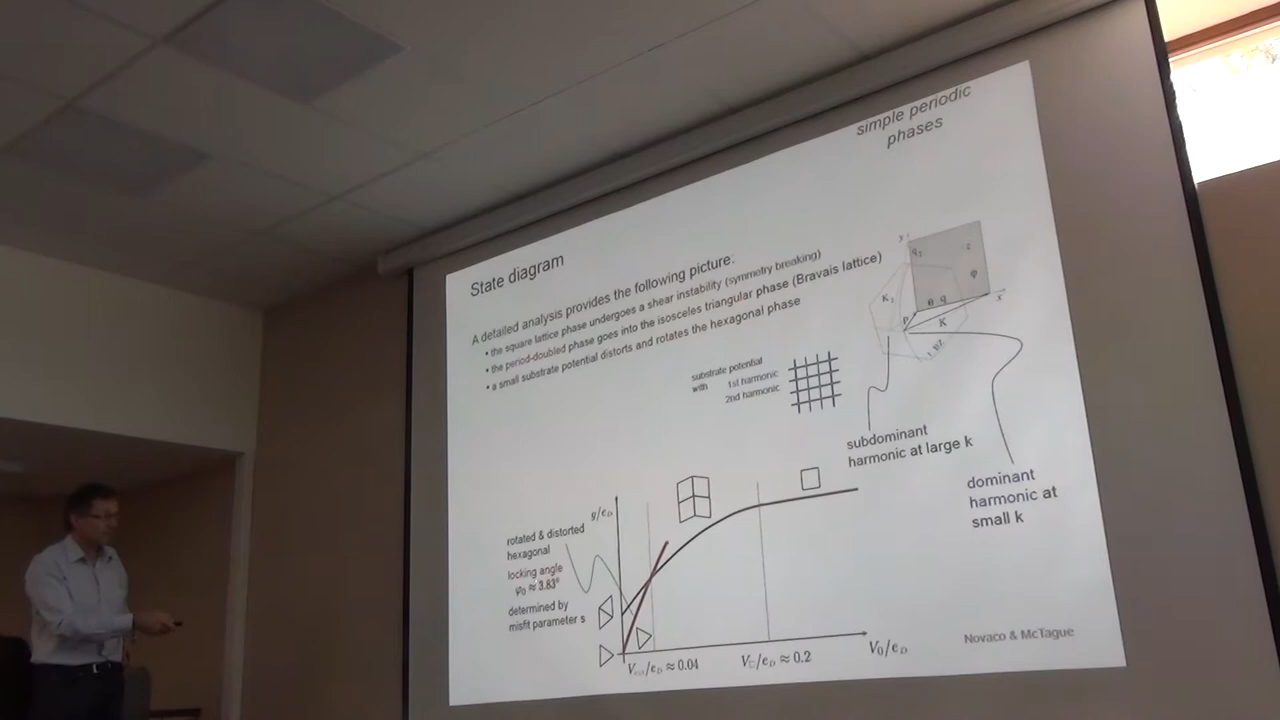 simple periodic
phases
State diagram
A detailed analysis provides the following picture:
• the square lattice phase undergoes a shear instability (symmetry breaking)
• the period-doubled phase goes into the isosceles triangular phase (Bravais lattice)
• a small substrate potential distorts and rotates the hexagonal phase
substrate potential
with 1st harmonic
2nd harmonic
y
K
x
θ q
φ
p
K
1. BZ
subdominant
harmonic at large k
dominant
harmonic at
small k
g/e_D
rotated & distorted
hexagonal
locking angle
φ₀ ≈ 3.83°
determined by
misfit parameter s
/e_D ≈ 0.04
V□/e_D ≈ 0.2
V₀/e_D
Novaco & McTague